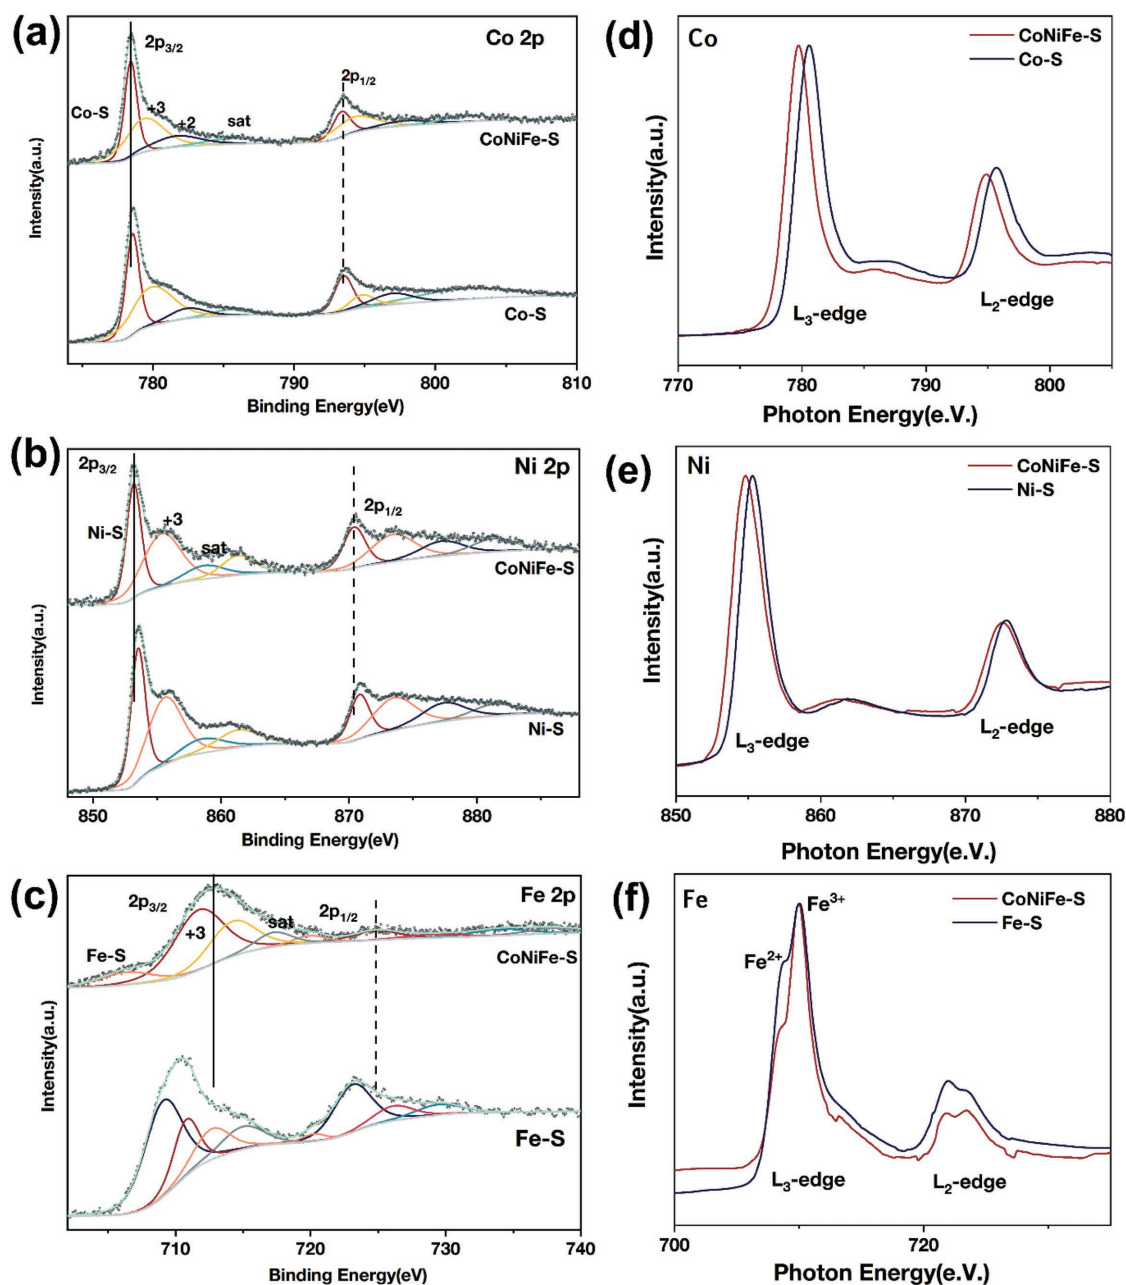 (a)
Co 2p
2p3/2
2p1/2
Co-S
+3
+2
sat
CoNiFe-S
Co-S
Intensity(a.u.)
780 790 800 810
Binding Energy(eV)
(d)
Co
CoNiFe-S
Co-S
L3-edge
L2-edge
Intensity(a.u.)
770 780 790 800
Photon Energy(e.V.)
(b)
Ni 2p
2p3/2
2p1/2
Ni-S
+3
sat
CoNiFe-S
Ni-S
Intensity(a.u.)
850 860 870 880
Binding Energy(eV)
(e)
Ni
CoNiFe-S
Ni-S
L3-edge
L2-edge
Intensity(a.u.)
850 860 870 880
Photon Energy(e.V.)
(c)
Fe 2p
2p3/2
sat
2p1/2
+3
Fe-S
CoNiFe-S
Fe-S
Intensity(a.u.)
710 720 730 740
Binding Energy(eV)
(f)
Fe
CoNiFe-S
Fe-S
Fe3+
Fe2+
L3-edge
L2-edge
Intensity(a.u.)
700 720
Photon Energy(e.V.)